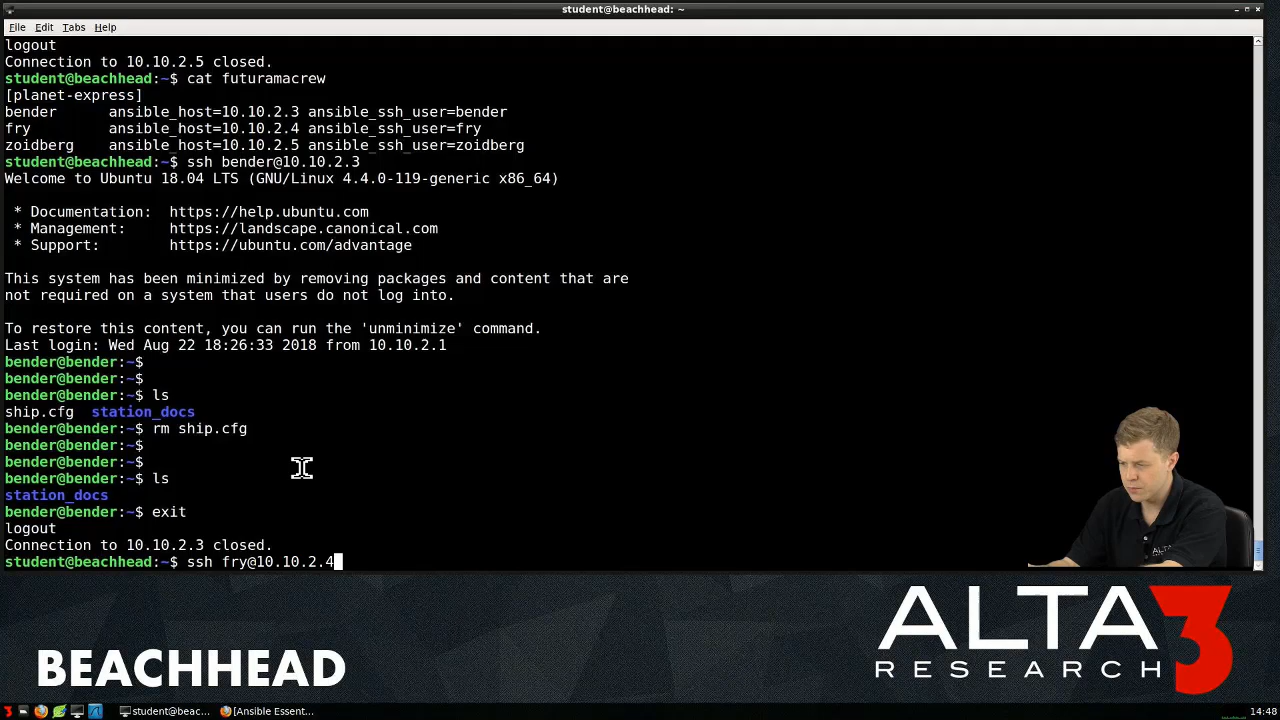 student@beachhead: ~
File Edit Tabs Help
logout
Connection to 10.10.2.5 closed.
student@beachhead:~$ cat futuramacrew
[planet-express]
bender      ansible_host=10.10.2.3 ansible_ssh_user=bender
fry         ansible_host=10.10.2.4 ansible_ssh_user=fry
zoidberg    ansible_host=10.10.2.5 ansible_ssh_user=zoidberg
student@beachhead:~$ ssh bender@10.10.2.3
Welcome to Ubuntu 18.04 LTS (GNU/Linux 4.4.0-119-generic x86_64)
* Documentation:  https://help.ubuntu.com
* Management:     https://landscape.canonical.com
* Support:        https://ubuntu.com/advantage
This system has been minimized by removing packages and content that are
not required on a system that users do not log into.
To restore this content, you can run the 'unminimize' command.
Last login: Wed Aug 22 18:26:33 2018 from 10.10.2.1
bender@bender:~$
bender@bender:~$
bender@bender:~$ ls
ship.cfg  station_docs
bender@bender:~$ rm ship.cfg
bender@bender:~$
bender@bender:~$
bender@bender:~$ ls
station_docs
bender@bender:~$ exit
logout
Connection to 10.10.2.3 closed.
student@beachhead:~$ ssh fry@10.10.2.4
ALTA
ALTA3
RESEARCH
BEACHHEAD
student@beac...
[Ansible Essent...
14:48